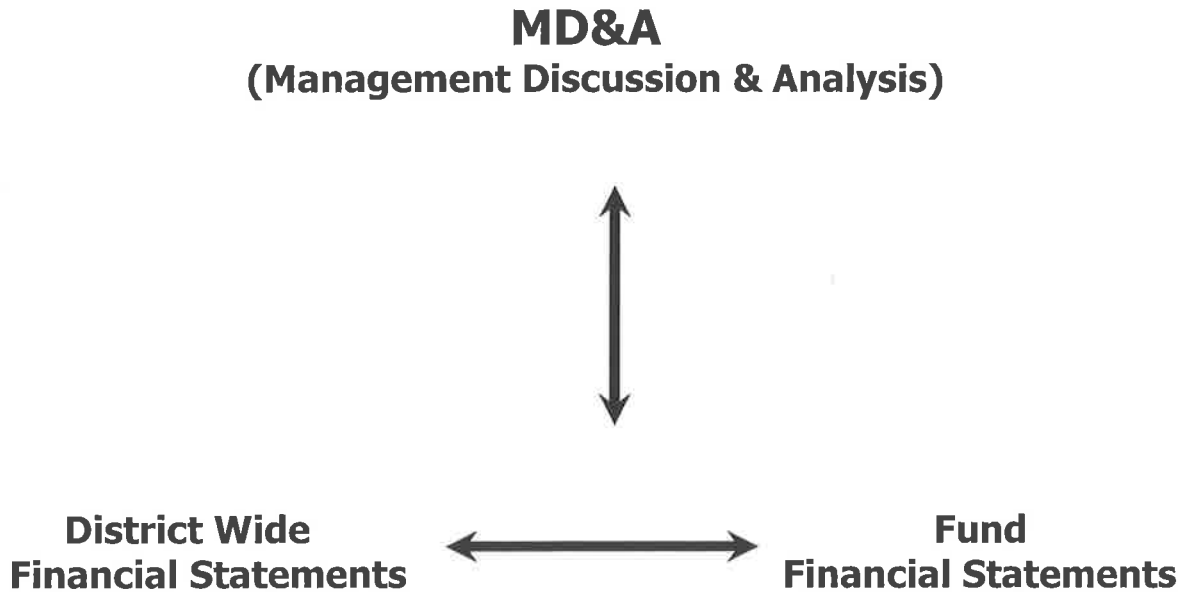 MD&A
(Management Discussion & Analysis)
District Wide
Financial Statements
Fund
Financial Statements